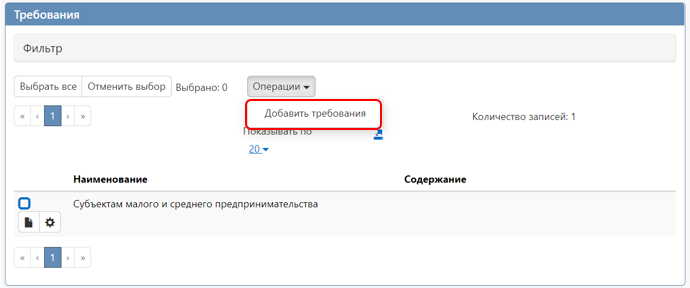 Требования
Фильтр
Выбрать все Отменить выбор Выбрано: 0 Операции
« ‹ 1 › » Добавить требования Количество записей: 1
Показывать по
20
Наименование Содержание
Субъектам малого и среднего предпринимательства
« ‹ 1 › »